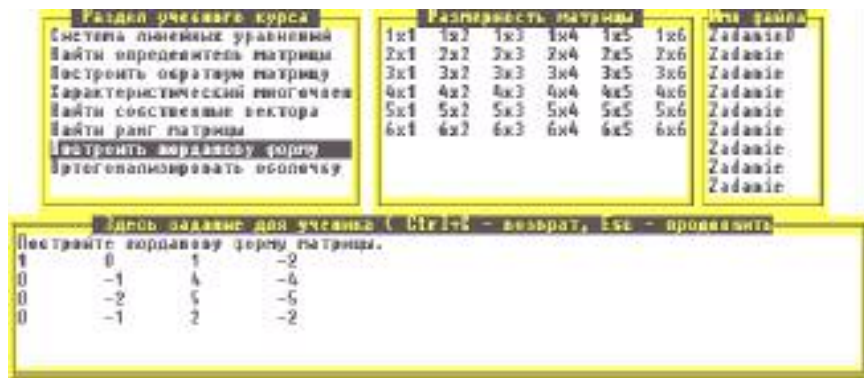 Раздел учебного курса
Система линейных уравнений
Найти определитель матрицы
Построить обратную матрицу
Характеристический многочлен
Найти собственные вектора
Найти ранг матрицы
Построить жорданову форму
Ортогонализировать оболочку
Размерность матрицы
1x1 1x2 1x3 1x4 1x5 1x6
2x1 2x2 2x3 2x4 2x5 2x6
3x1 3x2 3x3 3x4 3x5 3x6
4x1 4x2 4x3 4x4 4x5 4x6
5x1 5x2 5x3 5x4 5x5 5x6
6x1 6x2 6x3 6x4 6x5 6x6
Имя файла
Zadanie0
Zadanie
Zadanie
Zadanie
Zadanie
Zadanie
Zadanie
Zadanie
Zadanie
Здесь задание для ученика ( - возврат, Esc - продолжить
Постройте жорданову форму матрицы.
1 0 1 -2
0 -1 4 -4
0 -2 5 -5
0 -1 2 -2